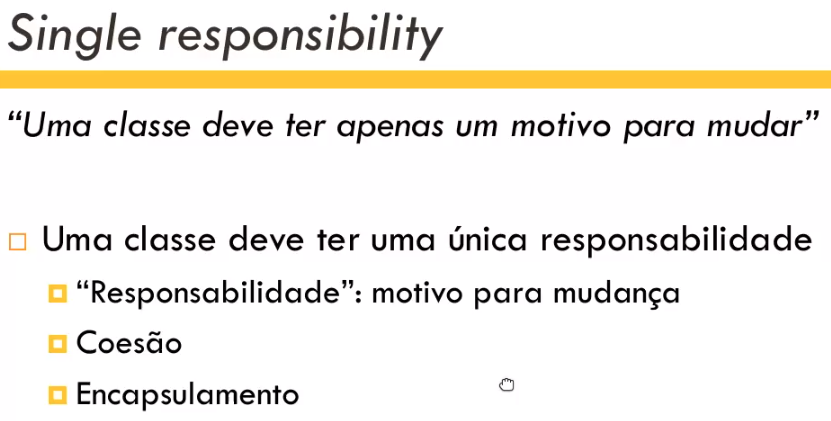 Single responsibility
“Uma classe deve ter apenas um motivo para mudar”
Uma classe deve ter uma única responsabilidade
“Responsabilidade”: motivo para mudança
Coesão
Encapsulamento